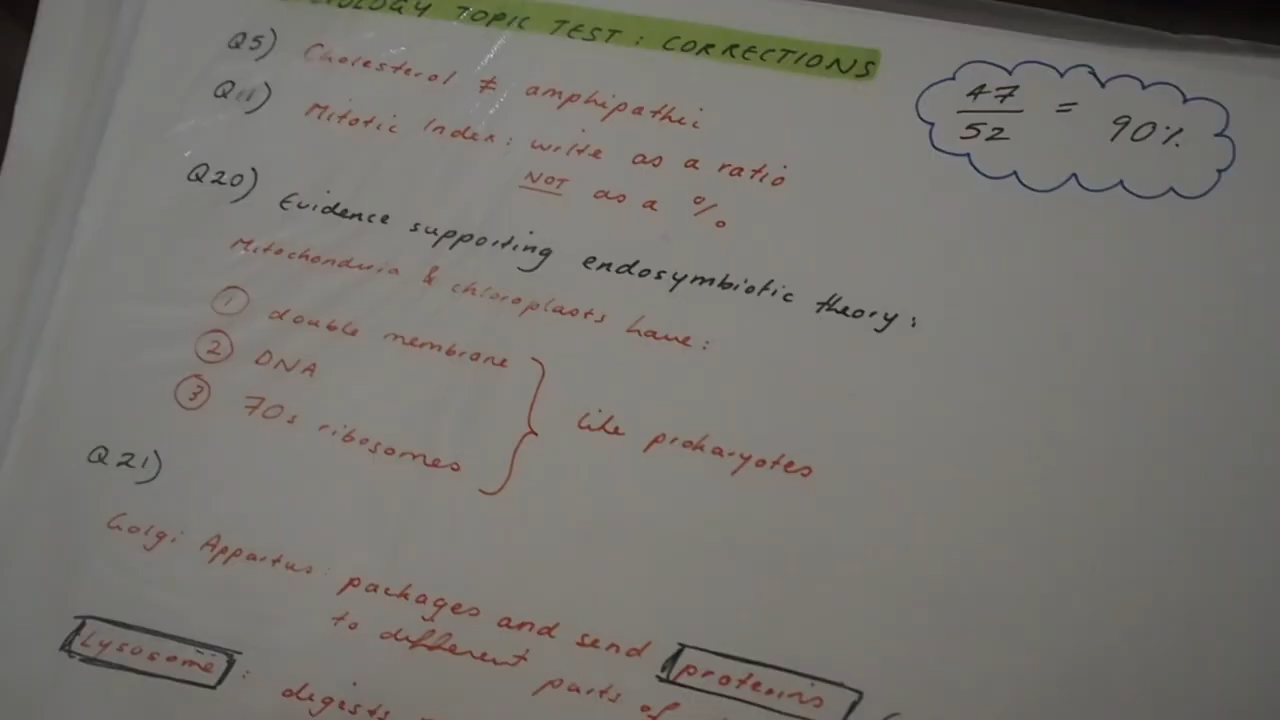 TOPIC TEST: CORRECTIONS
47/52 = 90%
Q5) Cholesterol ≠ amphipathic
Q11) Mitotic Index: write as a ratio
NOT as a %
Q20) Evidence supporting endosymbiotic theory:
Mitochondria & chloroplasts have:
① double membrane
② DNA
③ 70s ribosomes
like prokaryotes
Q21)
Golgi Appartus: packages and send proteins
to different parts of
Lysosome: digests